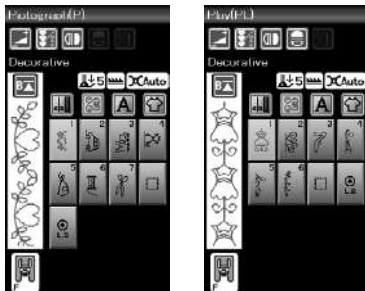 Pictograph(P)
Decorative
B
5
Auto
A
1 2 3 4
5 6 7
L.S
F
Play(PL)
Decorative
B
5
Auto
A
1 2 3 4
5 6
L.S
F